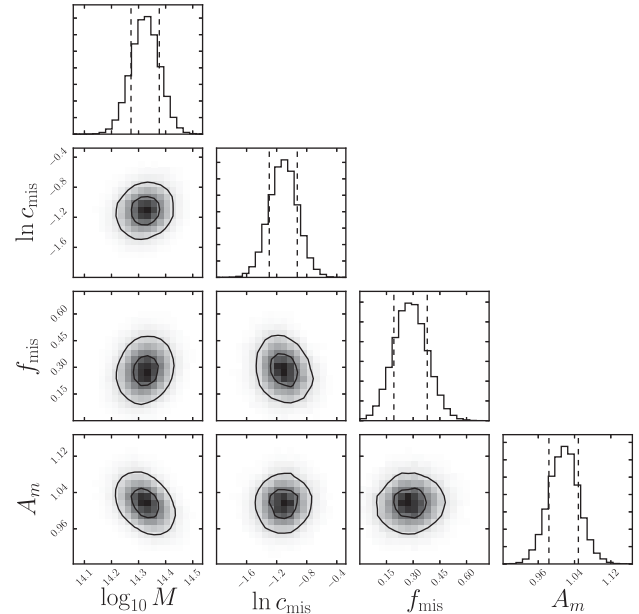 −0.4
−0.8
−1.2
−1.6
ln c_mis
0.60
0.45
0.30
0.15
f_mis
1.12
1.04
0.96
A_m
14.1 14.2 14.3 14.4 14.5 −1.6 −1.2 −0.8 −0.4 0.15 0.30 0.45 0.60 0.96 1.04 1.12
log₁₀ M ln c_mis f_mis A_m